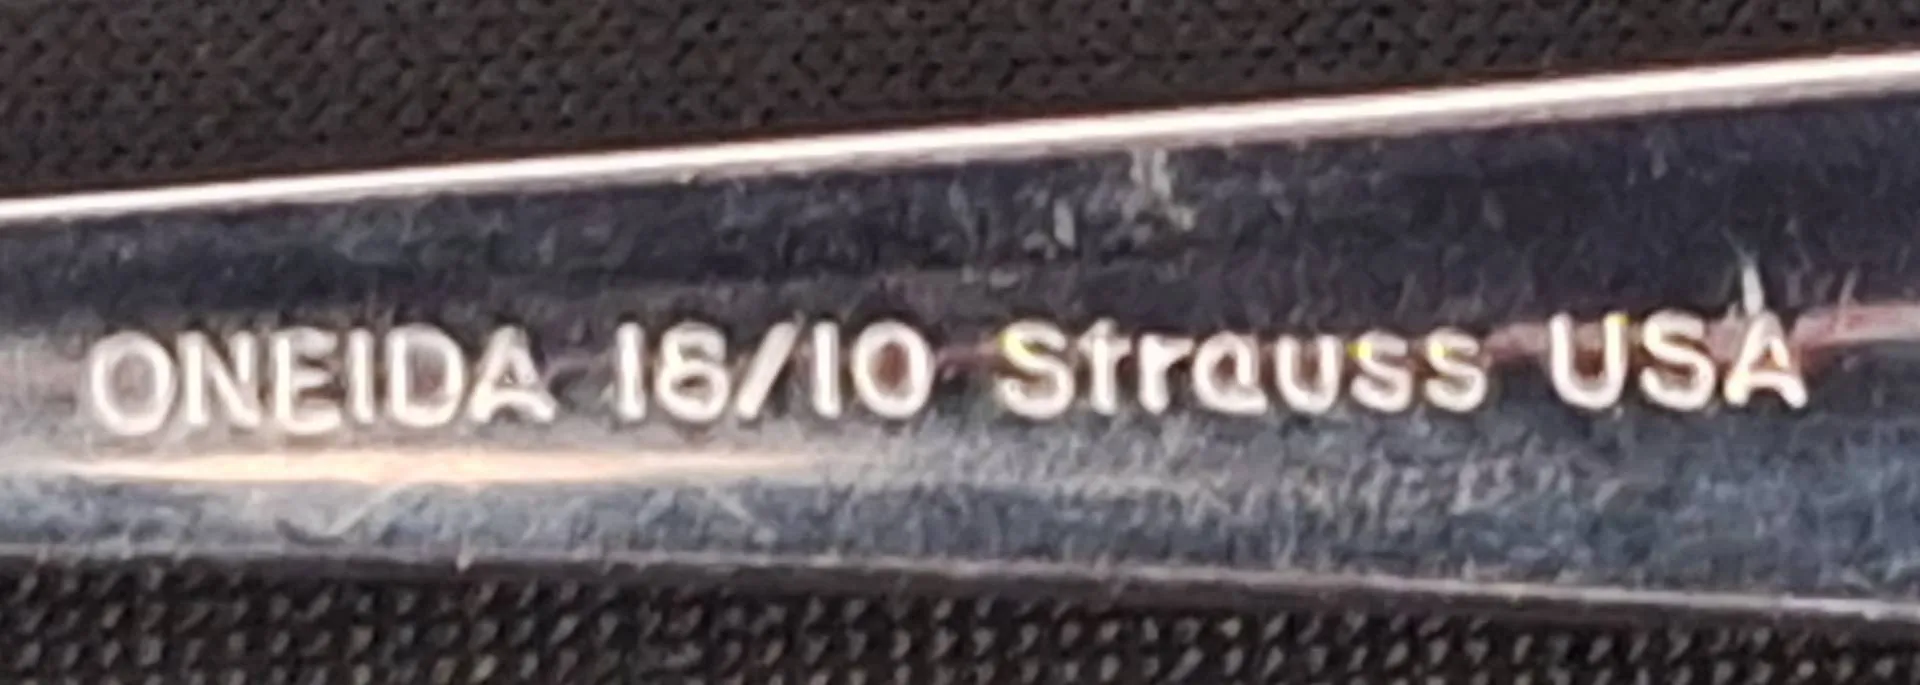 ONEIDA 18/10 Strauss USA